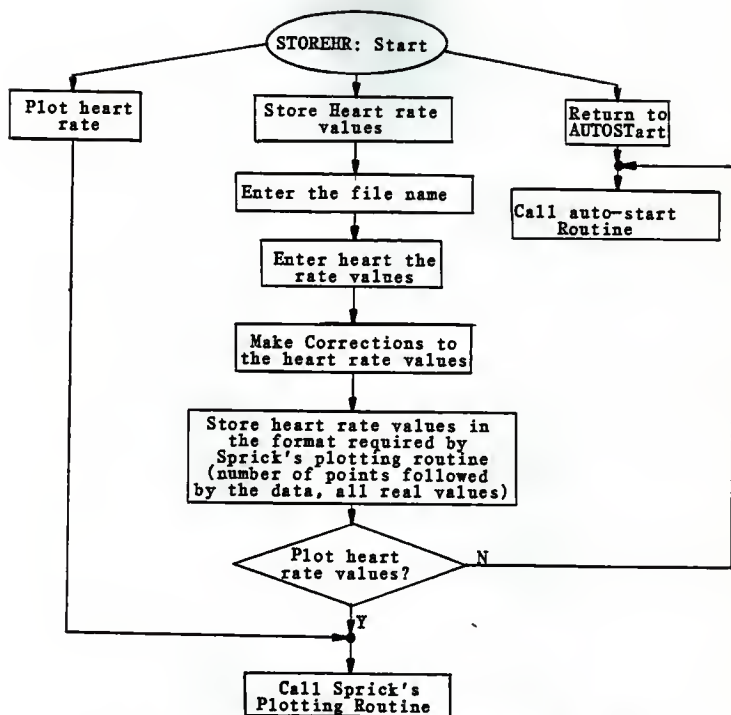 STOREHR: Start
Plot heart
rate
Store Heart rate
values
Return to
AUTOSTart
Enter the file name
Call auto-start
Routine
Enter heart the
rate values
Make Corrections to
the heart rate values
Store heart rate values in
the format required by
Sprick's plotting routine
(number of points followed
by the data, all real values)
Plot heart
rate values?
N
Y
Call Sprick's
Plotting Routine